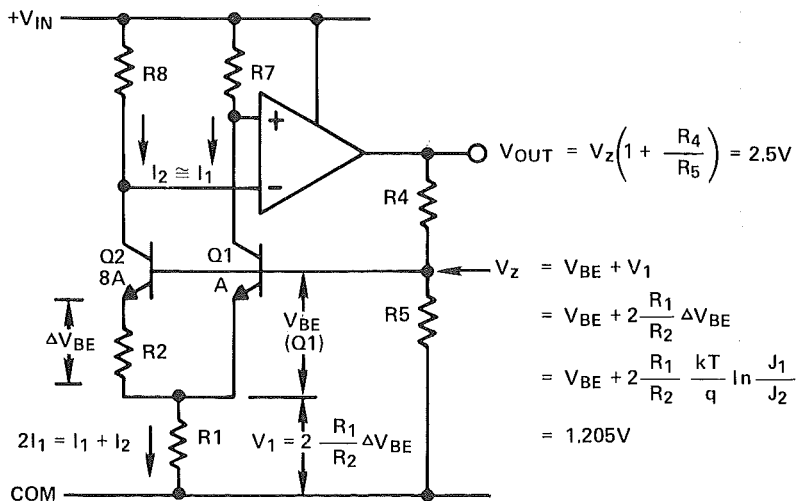 +VIN
R8
R7
+
I2 ≅ I1
−
VOUT = Vz(1 + R4/R5) = 2.5V
R4
Q2
8A
Q1
A
Vz = VBE + V1
ΔVBE
R2
VBE
(Q1)
R5
= VBE + 2 R1/R2 ΔVBE
= VBE + 2 R1/R2 kT/q ln J1/J2
2I1 = I1 + I2
R1
V1 = 2 R1/R2 ΔVBE
= 1.205V
COM